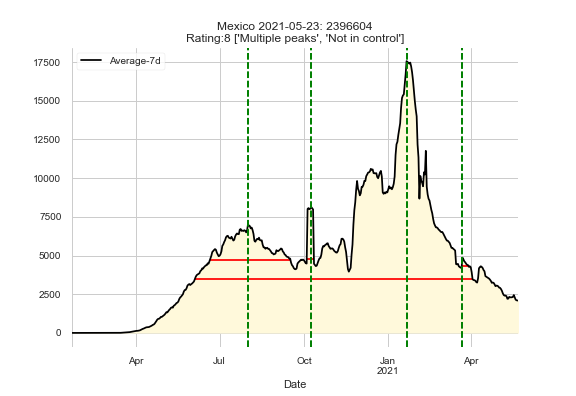 Mexico 2021-05-23: 2396604
Rating:8 ['Multiple peaks', 'Not in control']
Average-7d
17500
15000
12500
10000
7500
5000
2500
0
Apr Jul Oct Jan Apr
2021
Date